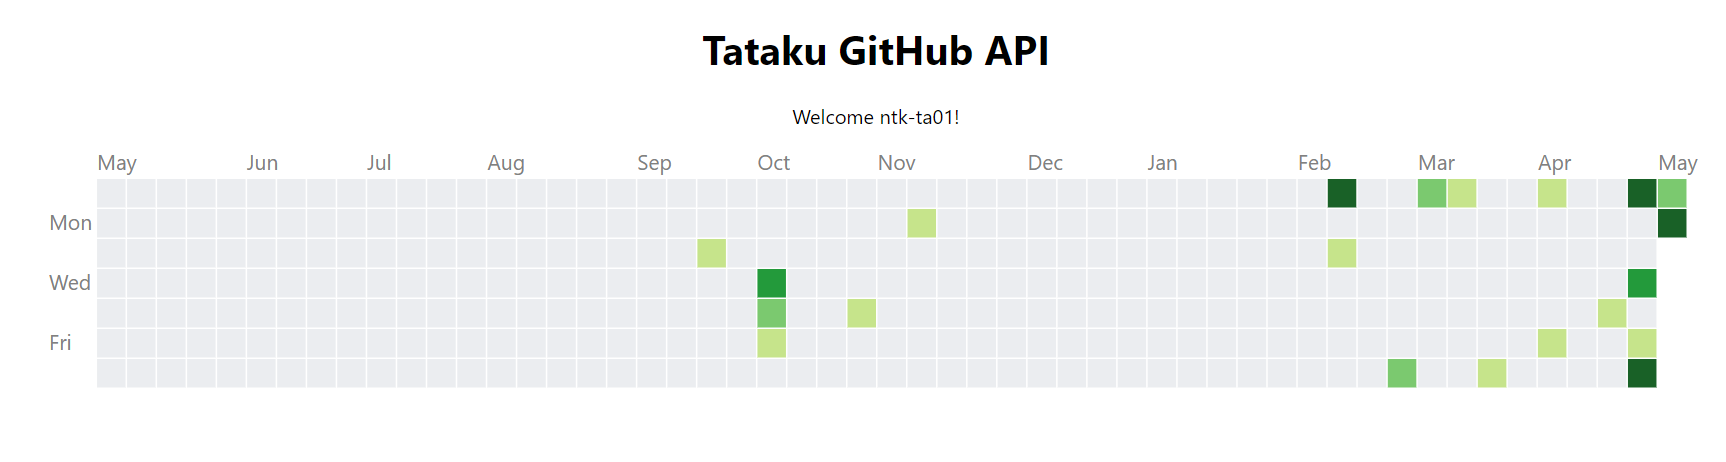 Tataku GitHub API
Welcome ntk-ta01!
May Jun Jul Aug Sep Oct Nov Dec Jan Feb Mar Apr May
Mon
Wed
Fri